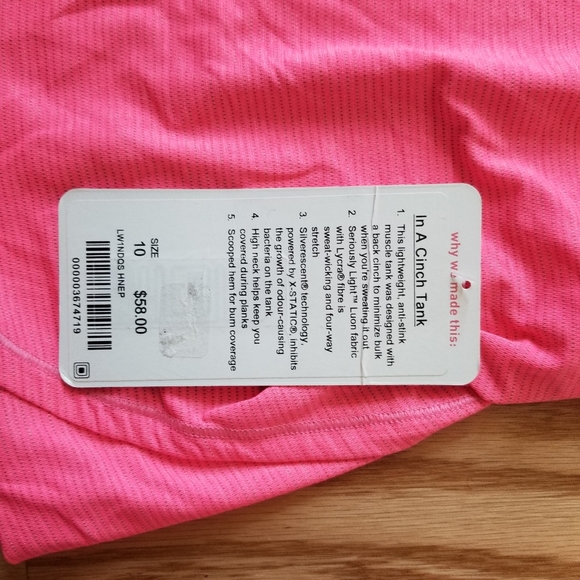 why we made this:
In A Cinch Tank
1. This lightweight, anti-stink
muscle tank was designed with
a back cinch to minimize bulk
when you're sweating it out
2. Seriously Light™ Luon fabric
with Lycra® fibre is
sweat-wicking and four-way
stretch
3. Silverescent® technology,
powered by X-STATIC®, inhibits
the growth of odour-causing
bacteria on the tank
4. High neck helps keep you
covered during planks
5. Scooped hem for bum coverage
SIZE
10 $58.00
LW1NDQS HNEP
000003674719